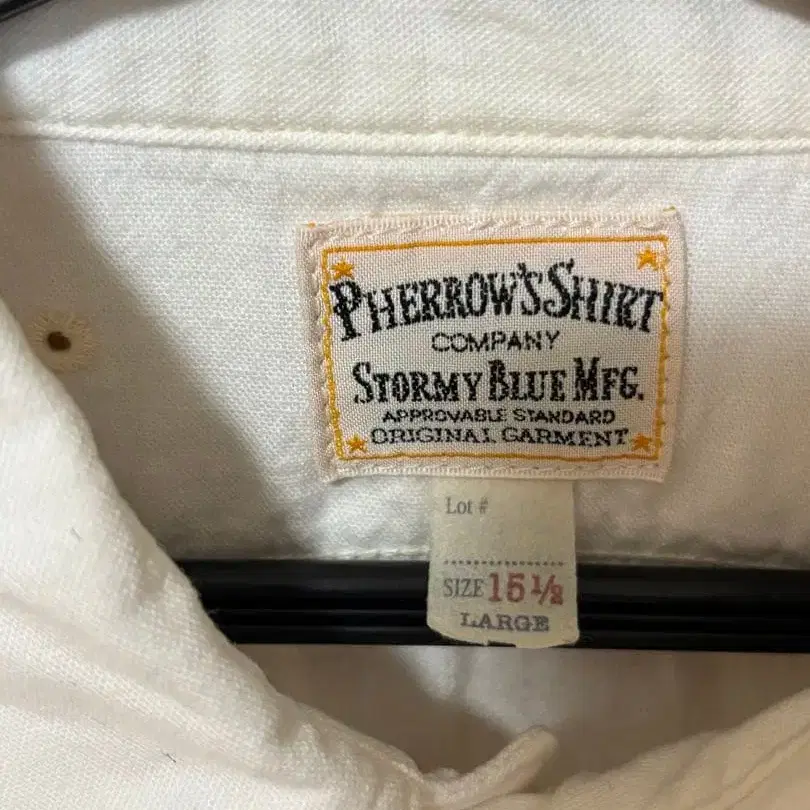 PHERROW'S SHIRT
COMPANY
STORMY BLUE MFG.
APPROVABLE STANDARD
ORIGINAL GARMENT
Lot #
SIZE 15 1/2
LARGE